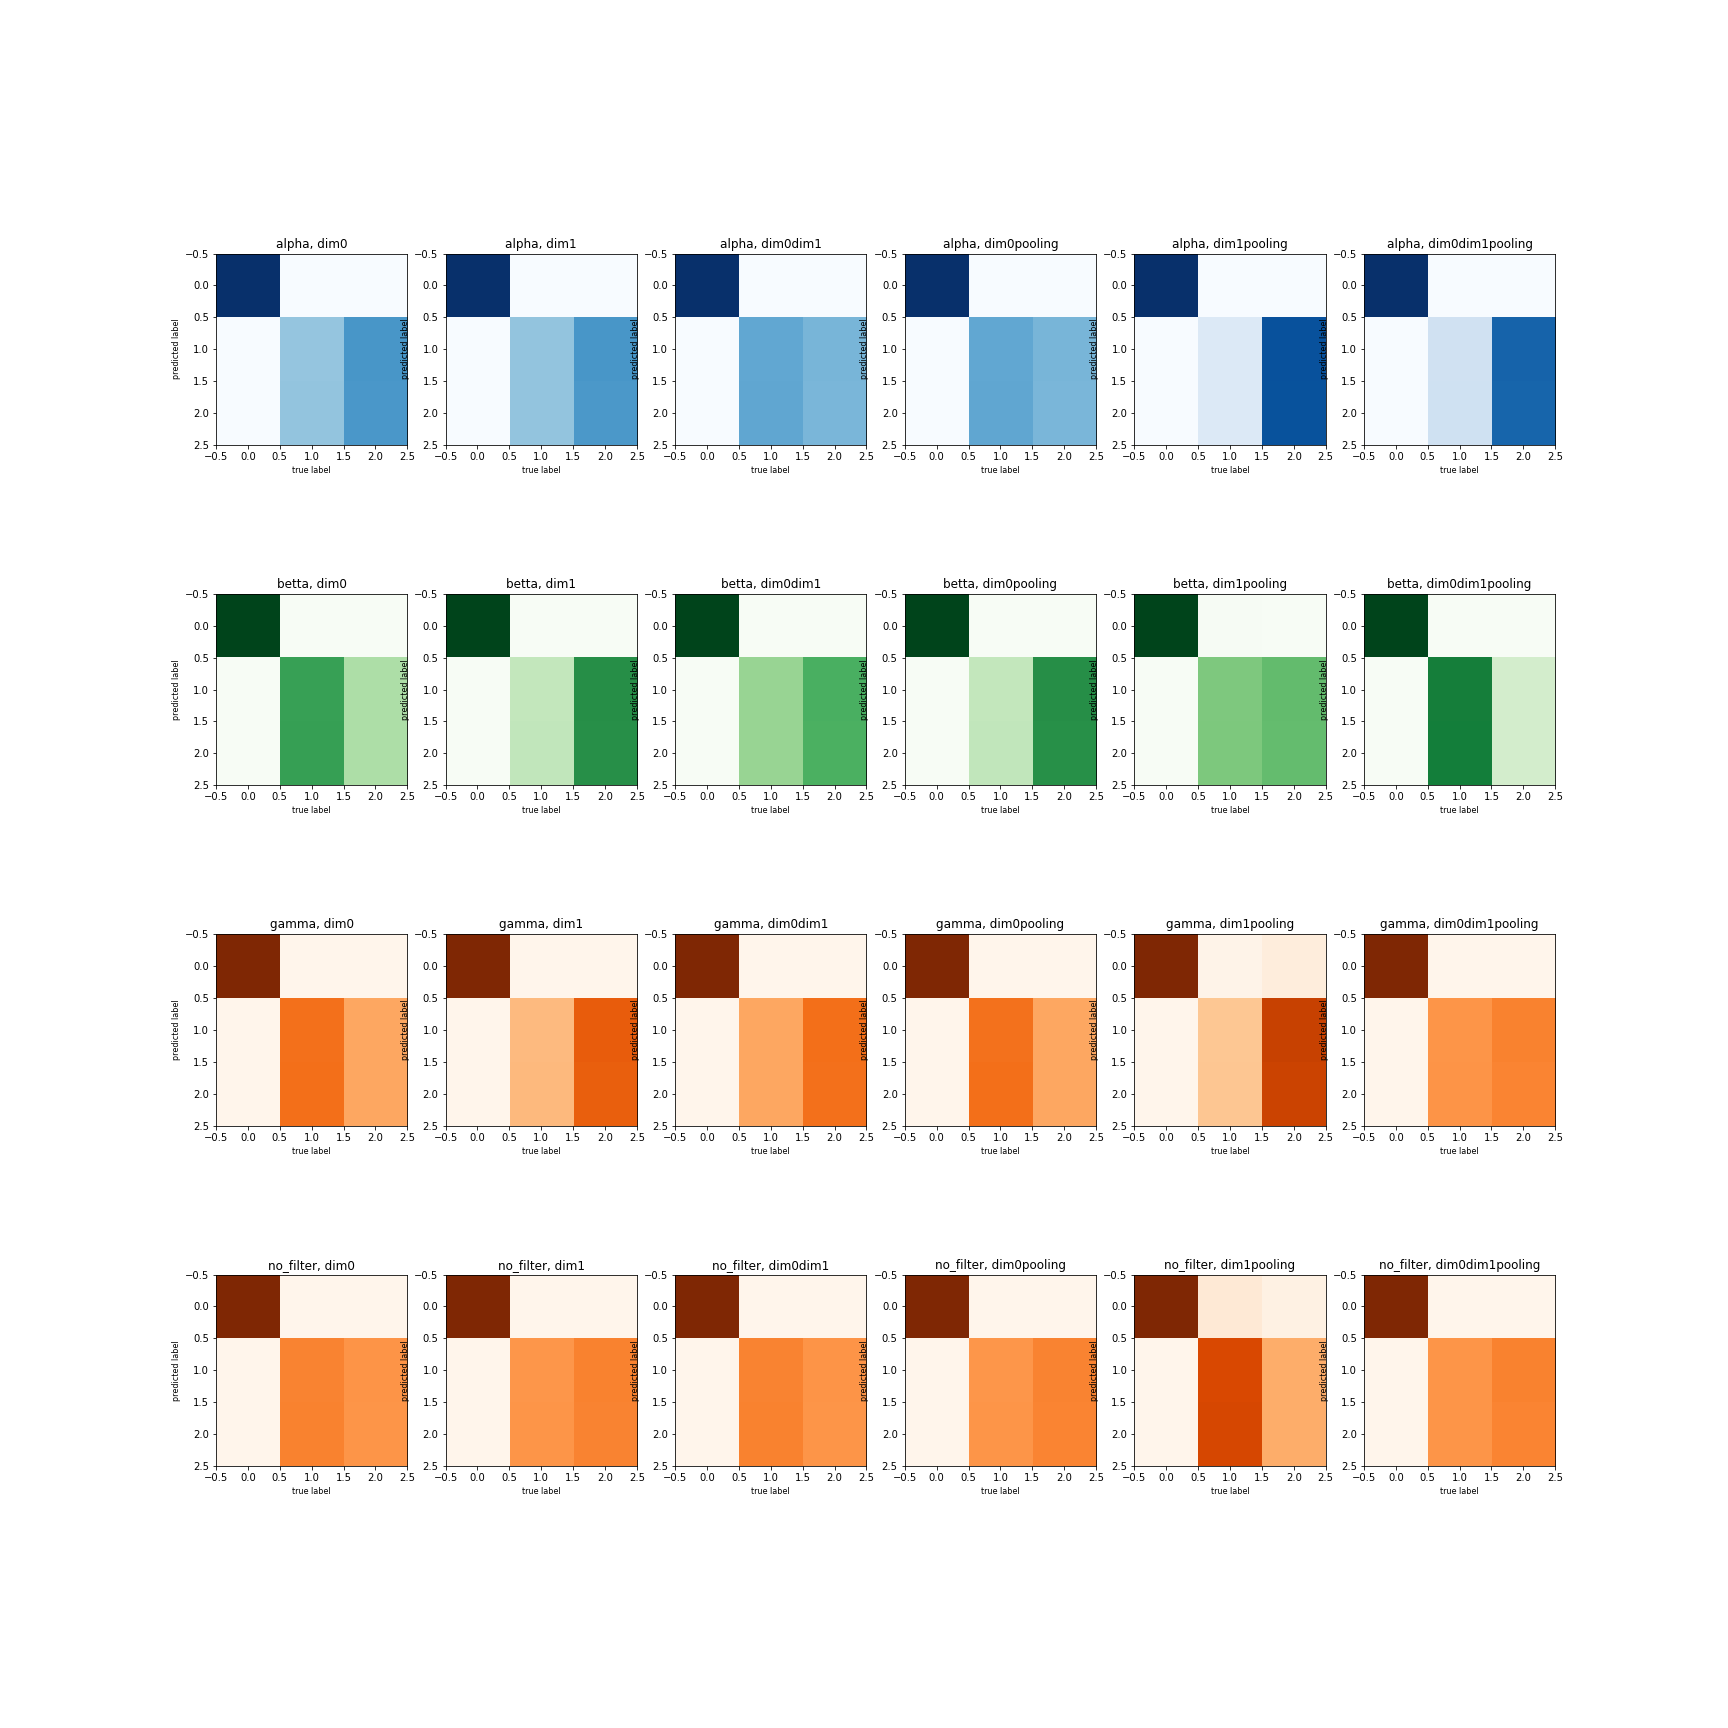 alpha, dim0 alpha, dim1 alpha, dim0dim1 alpha, dim0pooling alpha, dim1pooling alpha, dim0dim1pooling
−0.5 −0.5 −0.5 −0.5 −0.5 −0.5
0.0 0.0 0.0 0.0 0.0 0.0
0.5 0.5 0.5 0.5 0.5 0.5
1.0 1.0 1.0 1.0 1.0 1.0
predicted label predicted label predicted label predicted label predicted label predicted label
1.5 1.5 1.5 1.5 1.5 1.5
2.0 2.0 2.0 2.0 2.0 2.0
2.5 2.5 2.5 2.5 2.5 2.5
−0.5 0.0 0.5 1.0 1.5 2.0 2.5 −0.5 0.0 0.5 1.0 1.5 2.0 2.5 −0.5 0.0 0.5 1.0 1.5 2.0 2.5 −0.5 0.0 0.5 1.0 1.5 2.0 2.5 −0.5 0.0 0.5 1.0 1.5 2.0 2.5 −0.5 0.0 0.5 1.0 1.5 2.0 2.5
true label true label true label true label true label true label
betta, dim0 betta, dim1 betta, dim0dim1 betta, dim0pooling betta, dim1pooling betta, dim0dim1pooling
−0.5 −0.5 −0.5 −0.5 −0.5 −0.5
0.0 0.0 0.0 0.0 0.0 0.0
0.5 0.5 0.5 0.5 0.5 0.5
1.0 1.0 1.0 1.0 1.0 1.0
predicted label predicted label predicted label predicted label predicted label predicted label
1.5 1.5 1.5 1.5 1.5 1.5
2.0 2.0 2.0 2.0 2.0 2.0
2.5 2.5 2.5 2.5 2.5 2.5
−0.5 0.0 0.5 1.0 1.5 2.0 2.5 −0.5 0.0 0.5 1.0 1.5 2.0 2.5 −0.5 0.0 0.5 1.0 1.5 2.0 2.5 −0.5 0.0 0.5 1.0 1.5 2.0 2.5 −0.5 0.0 0.5 1.0 1.5 2.0 2.5 −0.5 0.0 0.5 1.0 1.5 2.0 2.5
true label true label true label true label true label true label
gamma, dim0 gamma, dim1 gamma, dim0dim1 gamma, dim0pooling gamma, dim1pooling gamma, dim0dim1pooling
−0.5 −0.5 −0.5 −0.5 −0.5 −0.5
0.0 0.0 0.0 0.0 0.0 0.0
0.5 0.5 0.5 0.5 0.5 0.5
1.0 1.0 1.0 1.0 1.0 1.0
predicted label predicted label predicted label predicted label predicted label predicted label
1.5 1.5 1.5 1.5 1.5 1.5
2.0 2.0 2.0 2.0 2.0 2.0
2.5 2.5 2.5 2.5 2.5 2.5
−0.5 0.0 0.5 1.0 1.5 2.0 2.5 −0.5 0.0 0.5 1.0 1.5 2.0 2.5 −0.5 0.0 0.5 1.0 1.5 2.0 2.5 −0.5 0.0 0.5 1.0 1.5 2.0 2.5 −0.5 0.0 0.5 1.0 1.5 2.0 2.5 −0.5 0.0 0.5 1.0 1.5 2.0 2.5
true label true label true label true label true label true label
no_filter, dim0 no_filter, dim1 no_filter, dim0dim1 no_filter, dim0pooling no_filter, dim1pooling no_filter, dim0dim1pooling
−0.5 −0.5 −0.5 −0.5 −0.5 −0.5
0.0 0.0 0.0 0.0 0.0 0.0
0.5 0.5 0.5 0.5 0.5 0.5
1.0 1.0 1.0 1.0 1.0 1.0
predicted label predicted label predicted label predicted label predicted label predicted label
1.5 1.5 1.5 1.5 1.5 1.5
2.0 2.0 2.0 2.0 2.0 2.0
2.5 2.5 2.5 2.5 2.5 2.5
−0.5 0.0 0.5 1.0 1.5 2.0 2.5 −0.5 0.0 0.5 1.0 1.5 2.0 2.5 −0.5 0.0 0.5 1.0 1.5 2.0 2.5 −0.5 0.0 0.5 1.0 1.5 2.0 2.5 −0.5 0.0 0.5 1.0 1.5 2.0 2.5 −0.5 0.0 0.5 1.0 1.5 2.0 2.5
true label true label true label true label true label true label